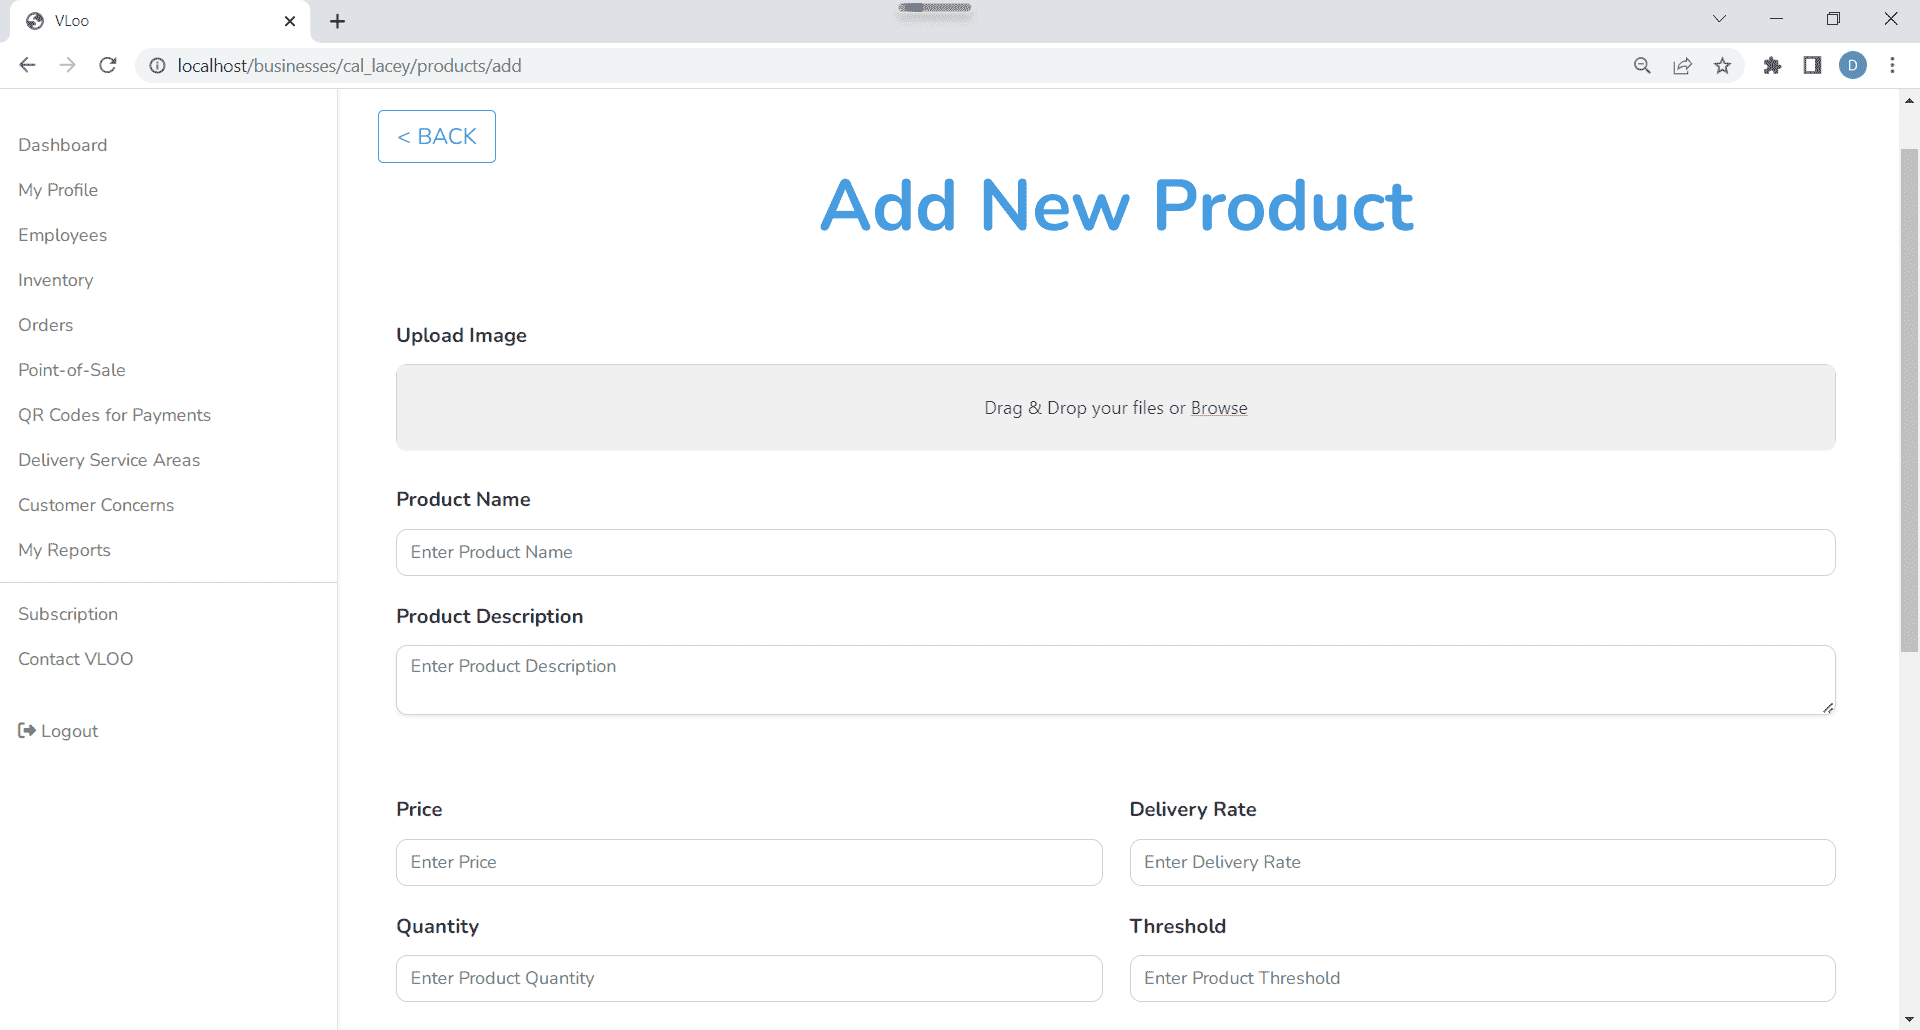 VLoo
localhost/businesses/cal_lacey/products/add
D
Dashboard
My Profile
Employees
Inventory
Orders
Point-of-Sale
QR Codes for Payments
Delivery Service Areas
Customer Concerns
My Reports
Subscription
Contact VLOO
Logout
< BACK
Add New Product
Upload Image
Drag & Drop your files or Browse
Product Name
Enter Product Name
Product Description
Enter Product Description
Price
Delivery Rate
Enter Price
Enter Delivery Rate
Quantity
Threshold
Enter Product Quantity
Enter Product Threshold